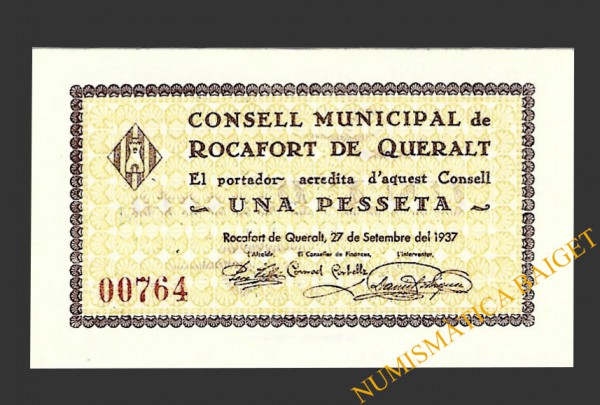 CONSELL MUNICIPAL de
ROCAFORT DE QUERALT
El portador acredita d'aquest Consell
UNA PESSETA
Rocafort de Queralt, 27 de Setembre del 1937
L'Alcalde, El Conseller de Finances, L'interventor,
00764
NUMISMATICA BAIGET